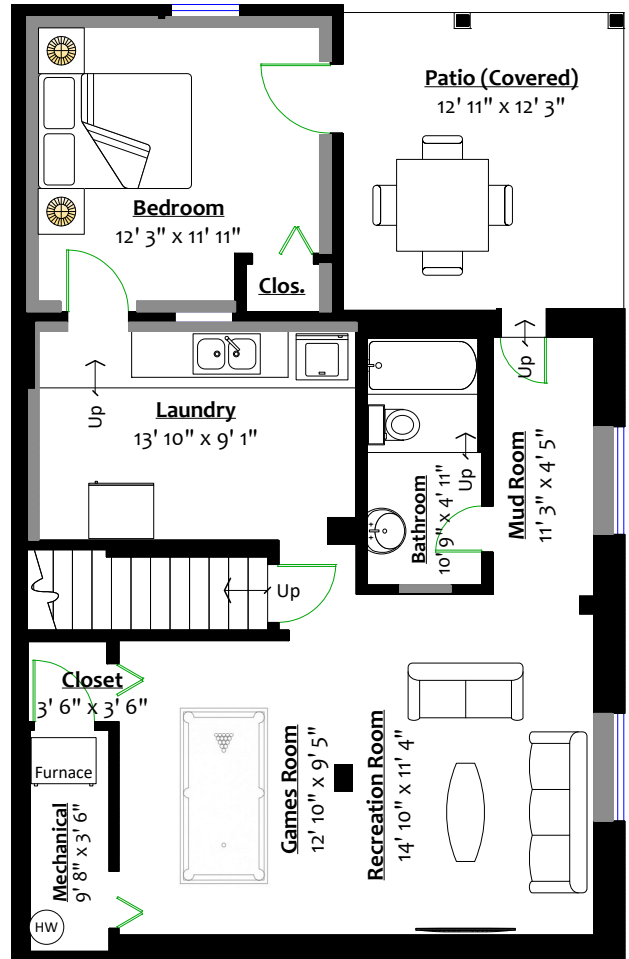 Patio (Covered)
12' 11" x 12' 3"
Bedroom
12' 3" x 11' 11"
Clos.
Up
Laundry
13' 10" x 9' 1"
Up
Up
Bathroom
10' 9" x 4' 11"
Mud Room
11' 3" x 4' 5"
Up
Closet
3' 6" x 3' 6"
Furnace
Mechanical
9' 8" x 3' 6"
HW
Games Room
12' 10" x 9' 5"
Recreation Room
14' 10" x 11' 4"